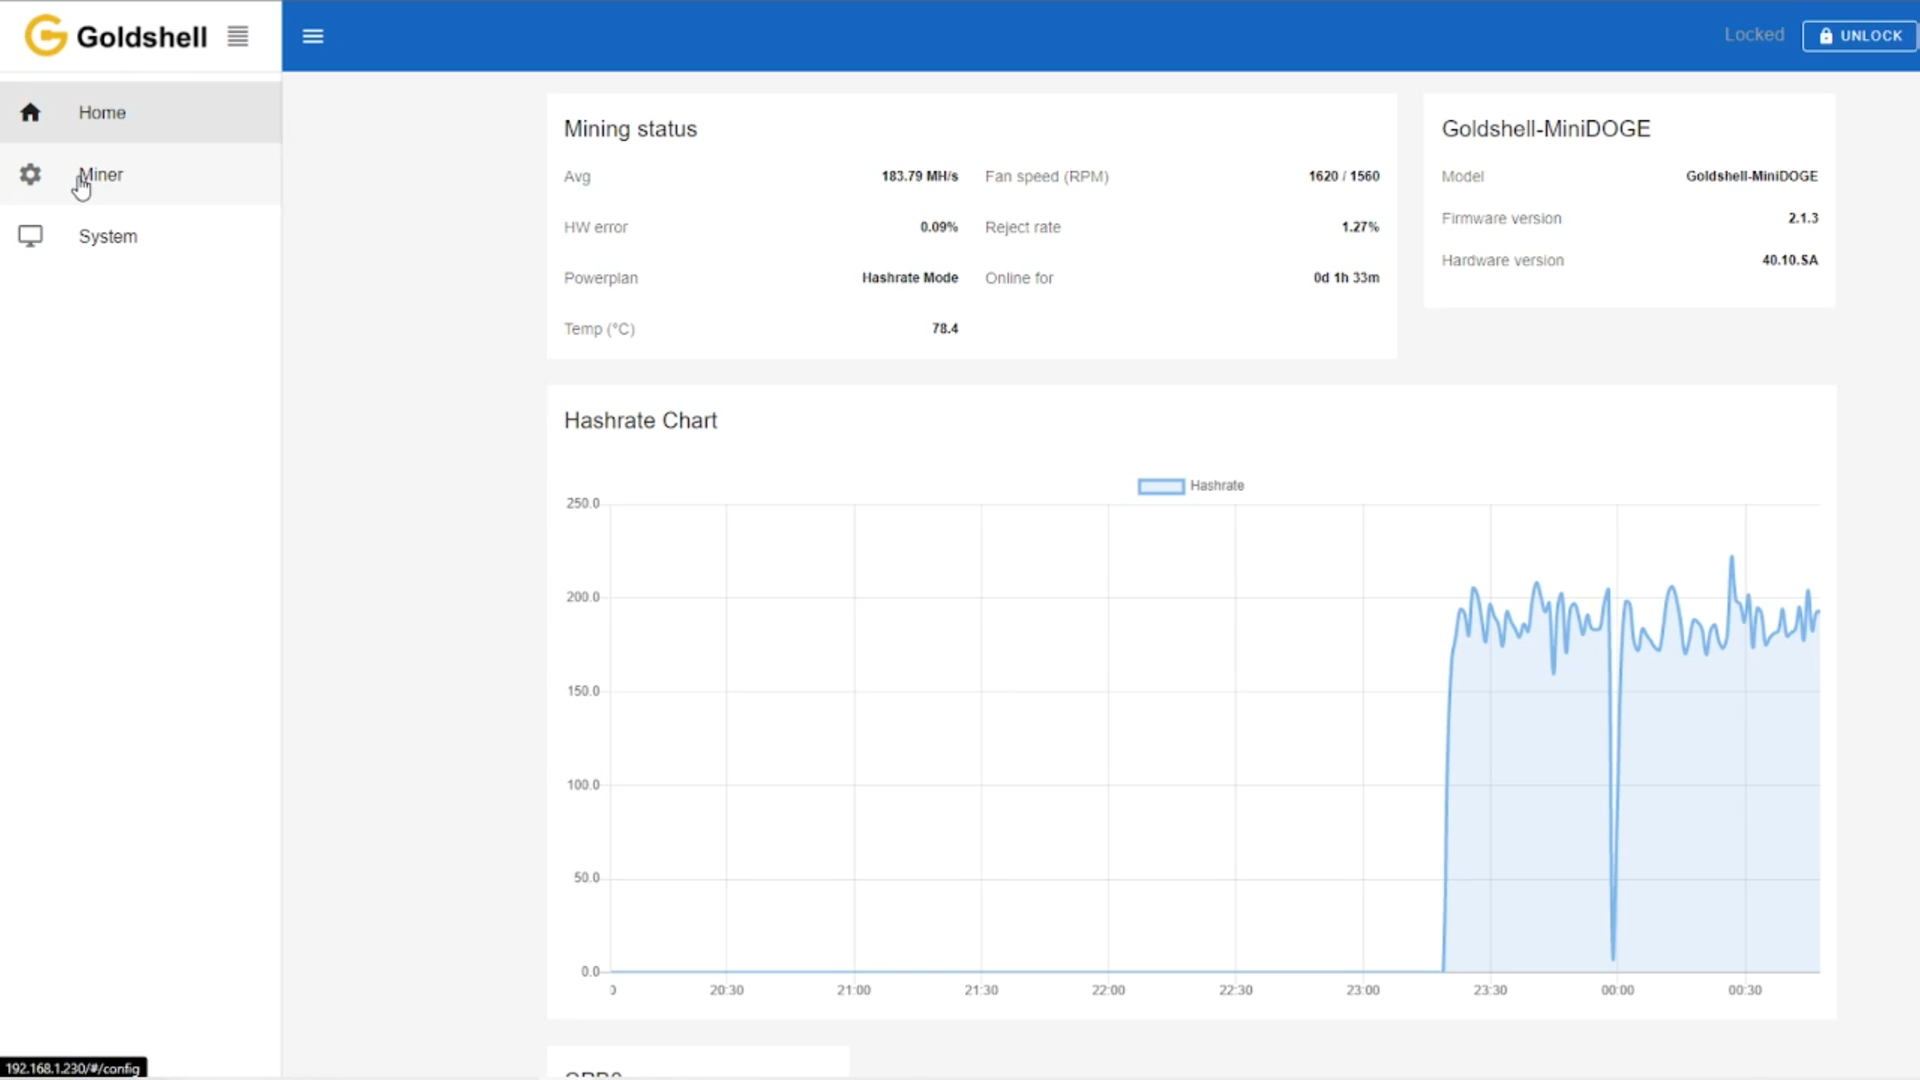 Goldshell
Locked
UNLOCK
Home
Miner
System
Mining status
Avg 183.79 MH/s Fan speed (RPM) 1620 / 1560
HW error 0.09% Reject rate 1.27%
Powerplan Hashrate Mode Online for 0d 1h 33m
Temp (°C) 78.4
Goldshell-MiniDOGE
Model Goldshell-MiniDOGE
Firmware version 2.1.3
Hardware version 40.10.SA
Hashrate Chart
Hashrate
250.0
200.0
150.0
100.0
50.0
0.0
0 20:30 21:00 21:30 22:00 22:30 23:00 23:30 00:00 00:30
192.168.1.230/#/config